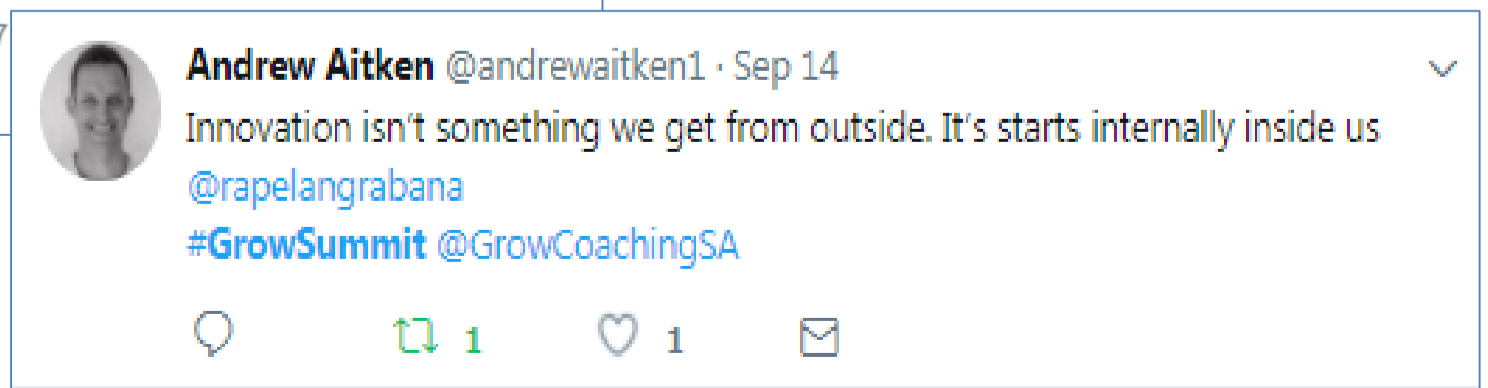 Andrew Aitken @andrewaitken1 · Sep 14
Innovation isn't something we get from outside. It's starts internally inside us
@rapelangrabana
#GrowSummit @GrowCoachingSA
1 1